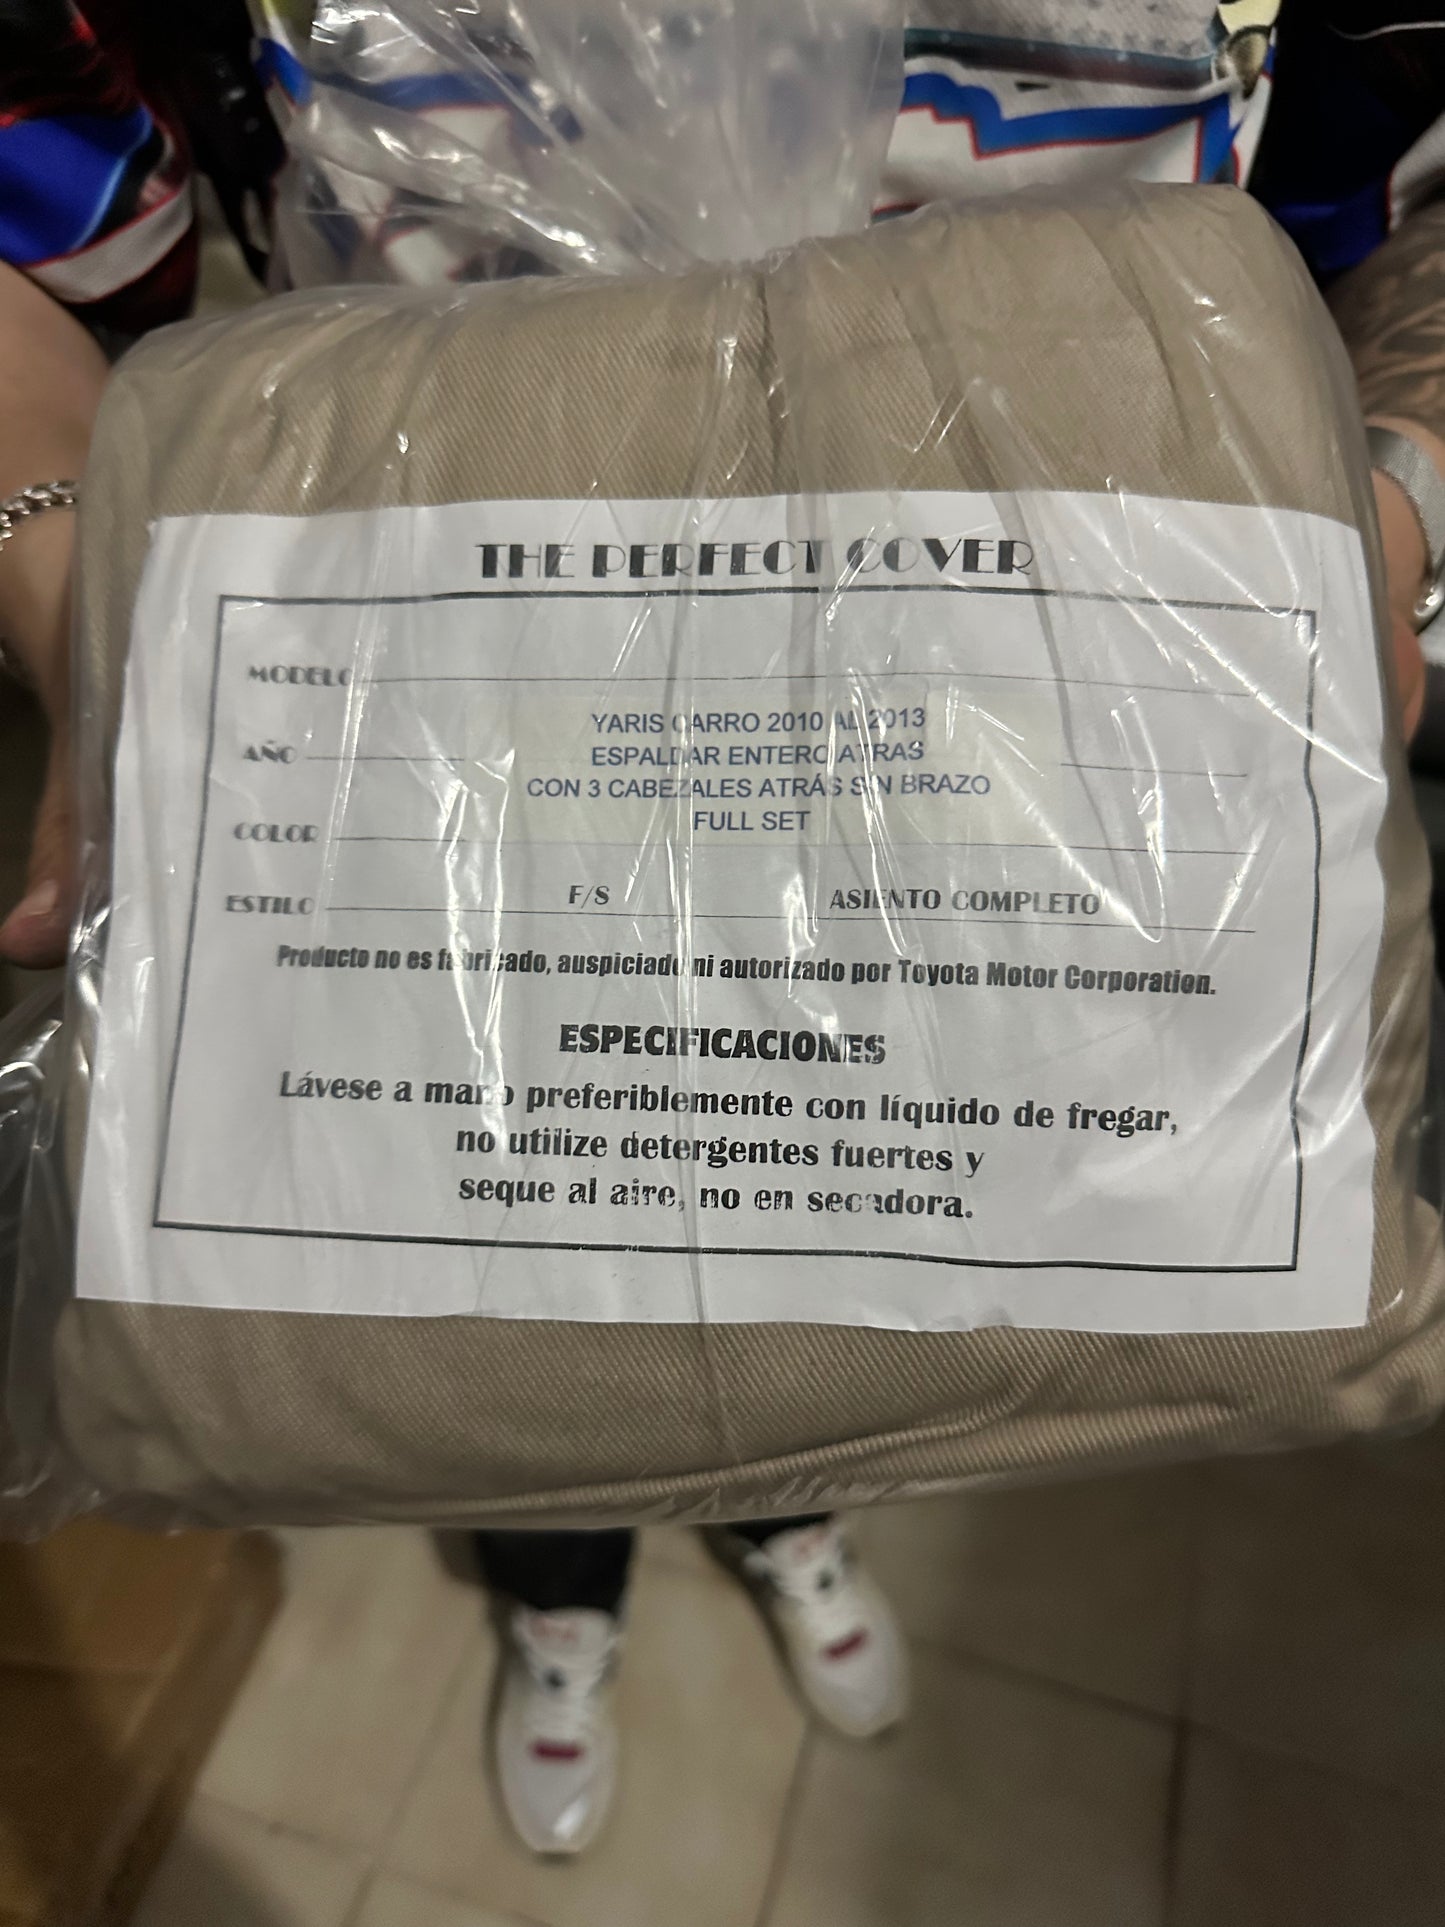 THE PERFECT COVER
MODELO
YARIS CARRO 2010 AL 2013
AÑO
ESPALDAR ENTERO ATRAS
CON 3 CABEZALES ATRÁS SIN BRAZO
COLOR
FULL SET
ESTILO F/S ASIENTO COMPLETO
Producto no es fabricado, auspiciado ni autorizado por Toyota Motor Corporation.
ESPECIFICACIONES
Lávese a mano preferiblemente con líquido de fregar,
no utilize detergentes fuertes y
seque al aire, no en secadora.